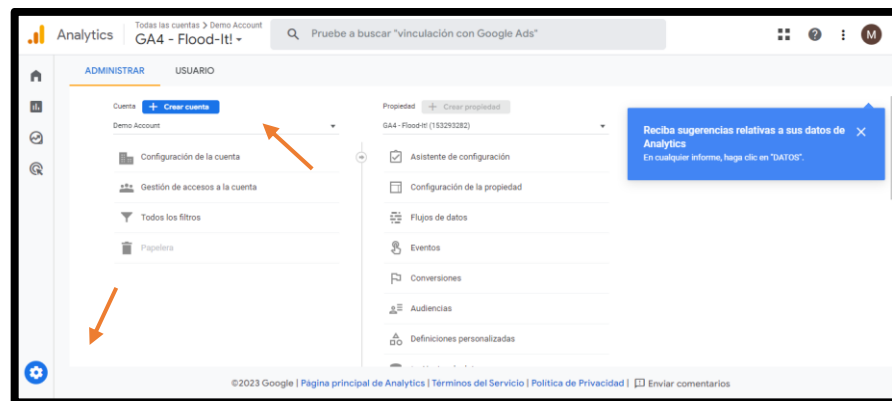 Analytics
Todas las cuentas > Demo Account
GA4 - Flood-It!
Pruebe a buscar "vinculación con Google Ads"
M
ADMINISTRAR USUARIO
Cuenta + Crear cuenta
Demo Account
Configuración de la cuenta
Gestión de accesos a la cuenta
Todos los filtros
Papelera
Propiedad + Crear propiedad
GA4 - Flood-It! (153293282)
Asistente de configuración
Configuración de la propiedad
Flujos de datos
Eventos
Conversiones
Audiencias
Definiciones personalizadas
Reciba sugerencias relativas a sus datos de
Analytics
En cualquier informe, haga clic en "DATOS".
©2023 Google | Página principal de Analytics | Términos del Servicio | Política de Privacidad | Enviar comentarios